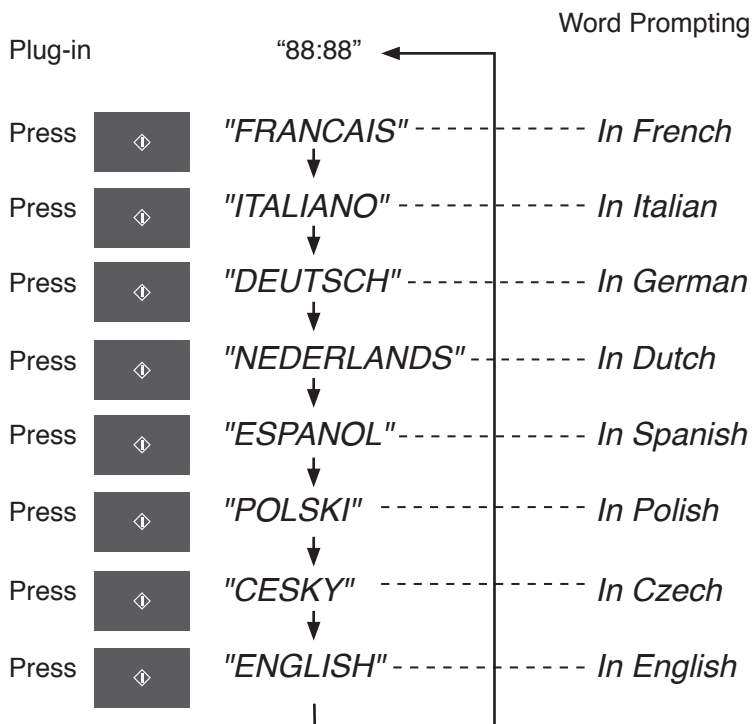 Word Prompting
Plug-in “88:88”
Press "FRANCAIS" In French
Press "ITALIANO" In Italian
Press "DEUTSCH" In German
Press "NEDERLANDS" In Dutch
Press "ESPANOL" In Spanish
Press "POLSKI" In Polish
Press "CESKY" In Czech
Press "ENGLISH" In English